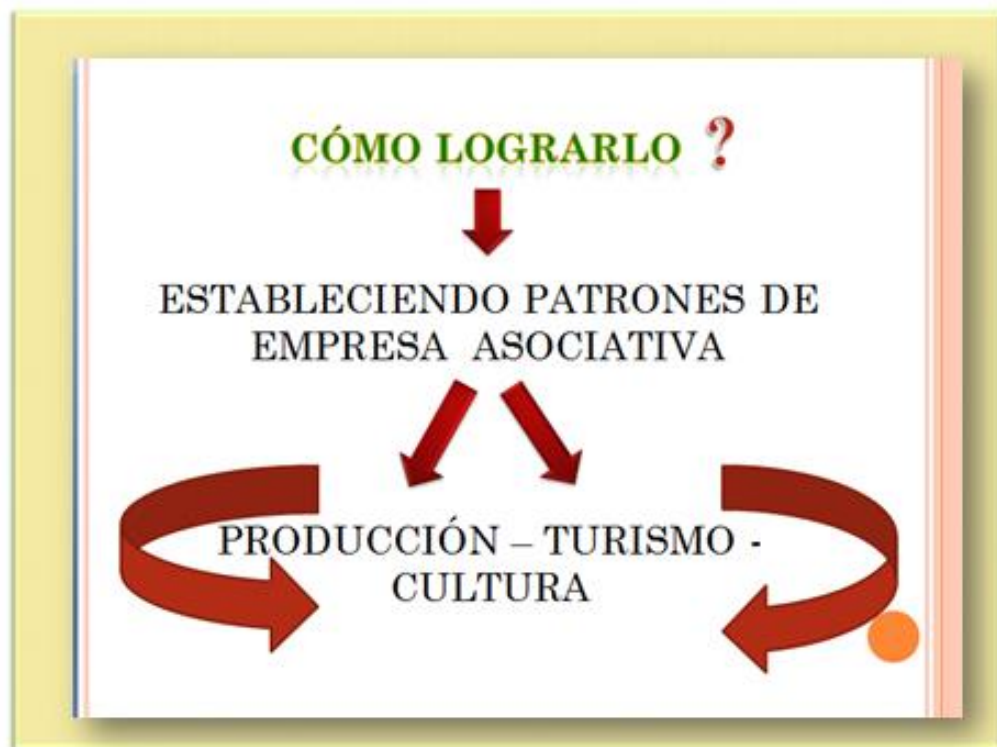 CÓMO LOGRARLO ?
ESTABLECIENDO PATRONES DE
EMPRESA ASOCIATIVA
PRODUCCIÓN – TURISMO -
CULTURA